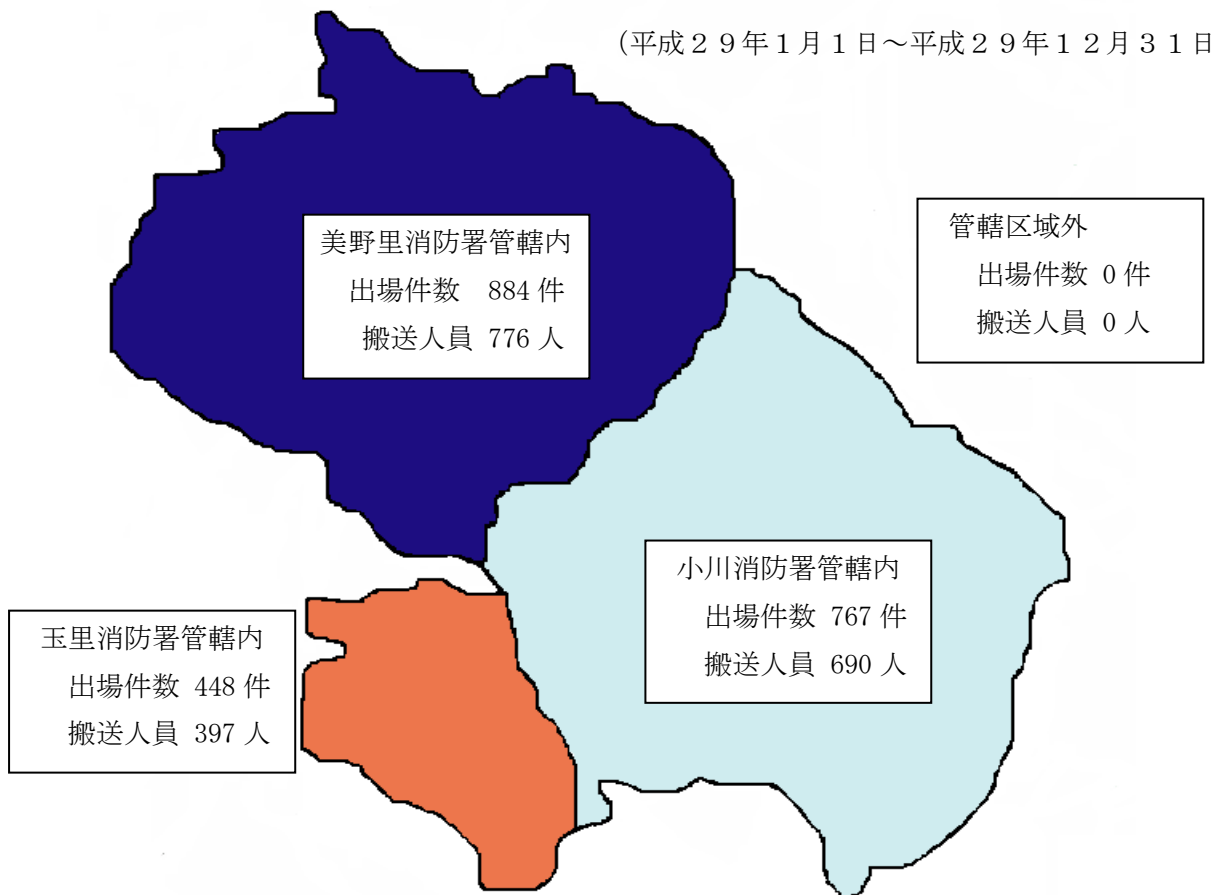 (平成２９年１月１日～平成２９年１２月３１日
美野里消防署管轄内
出場件数　884 件
搬送人員 776 人
管轄区域外
出場件数 0 件
搬送人員 0 人
小川消防署管轄内
出場件数 767 件
搬送人員 690 人
玉里消防署管轄内
出場件数 448 件
搬送人員 397 人